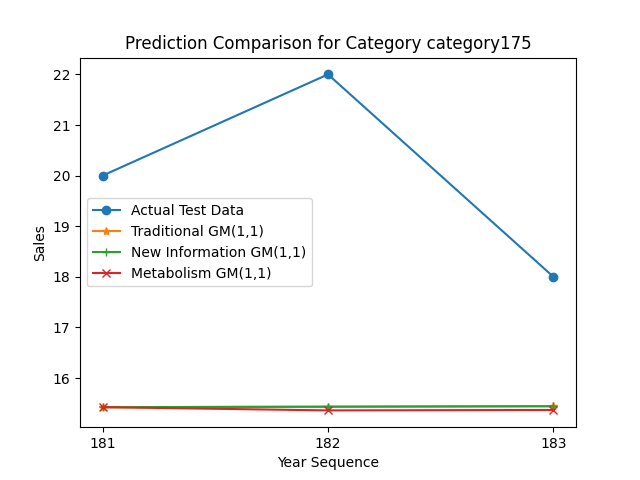 Prediction Comparison for Category category175
22
21
20
19
18
17
16
Sales
Actual Test Data
Traditional GM(1,1)
New Information GM(1,1)
Metabolism GM(1,1)
181
182
183
Year Sequence